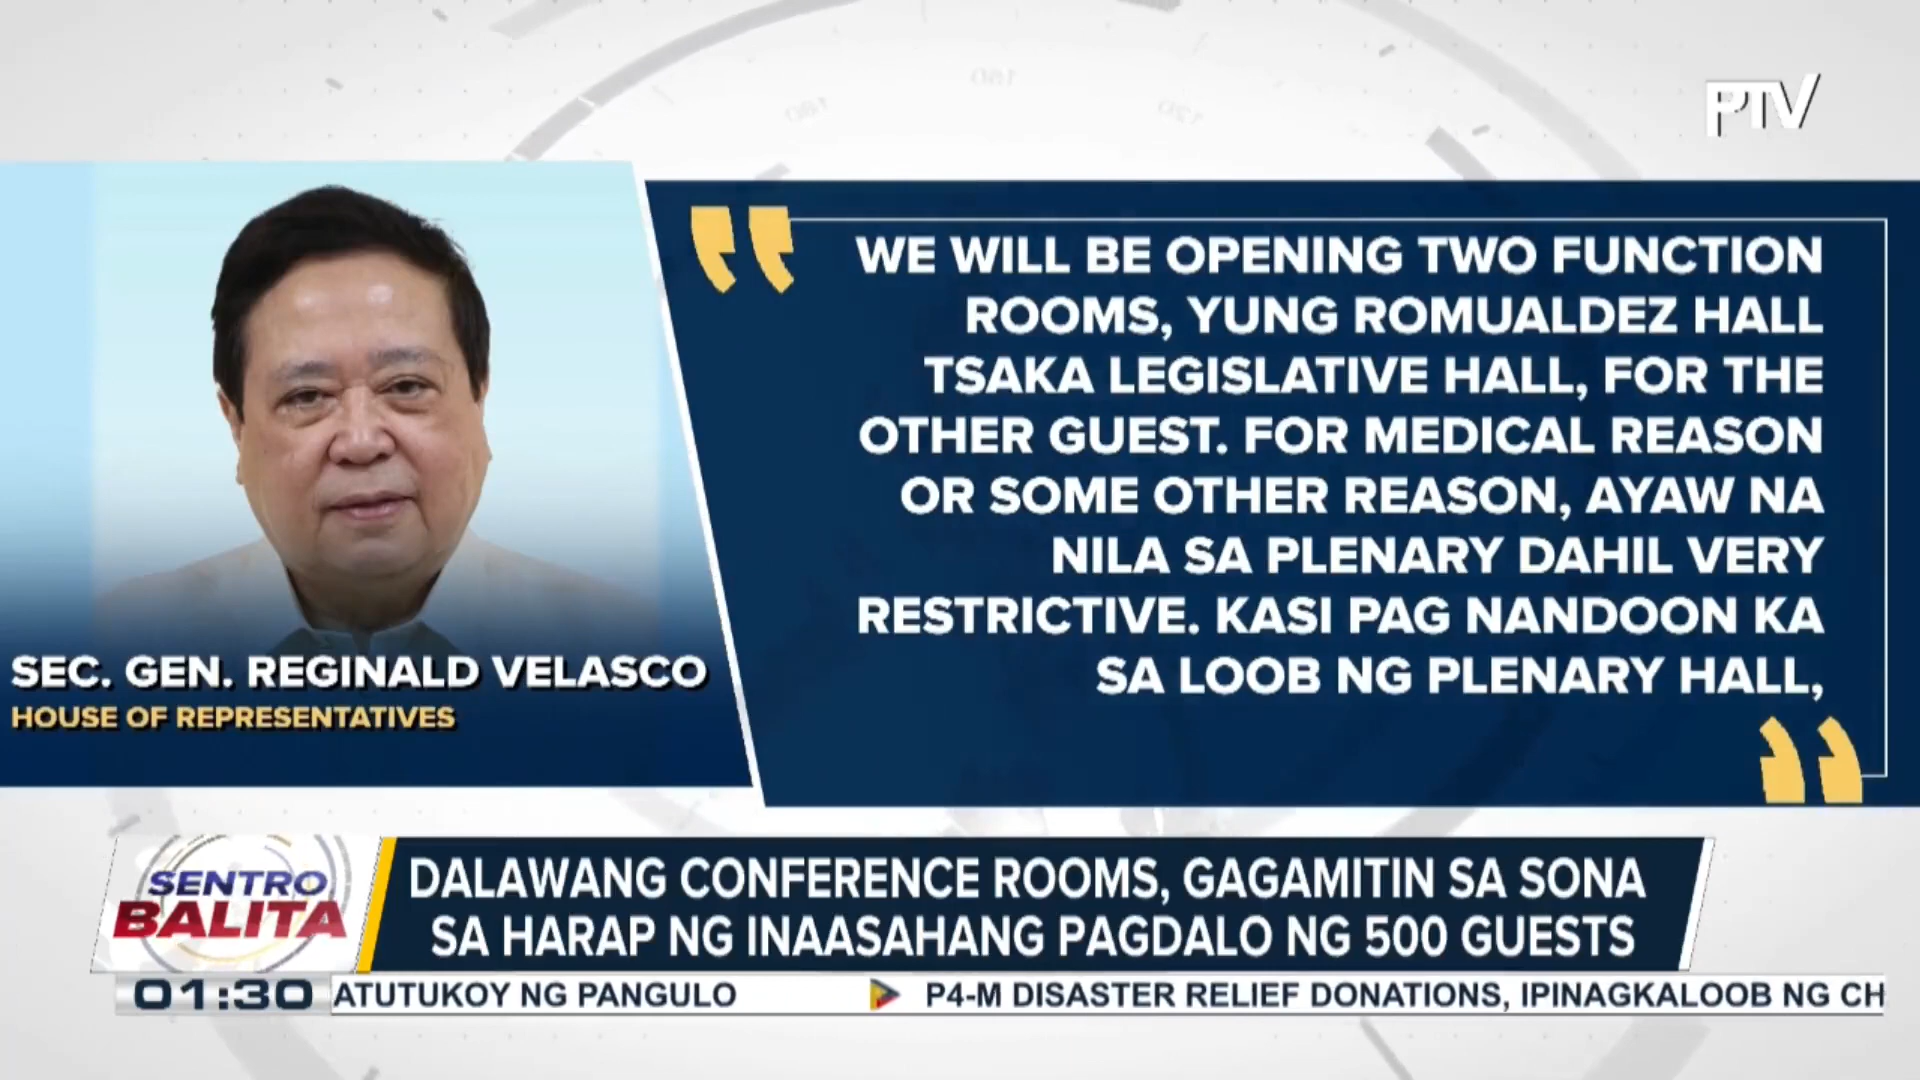 PTV
WE WILL BE OPENING TWO FUNCTION
ROOMS, YUNG ROMUALDEZ HALL
TSAKA LEGISLATIVE HALL, FOR THE
OTHER GUEST. FOR MEDICAL REASON
OR SOME OTHER REASON, AYAW NA
NILA SA PLENARY DAHIL VERY
RESTRICTIVE. KASI PAG NANDOON KA
SA LOOB NG PLENARY HALL,
SEC. GEN. REGINALD VELASCO
HOUSE OF REPRESENTATIVES
SENTRO
BALITA
DALAWANG CONFERENCE ROOMS, GAGAMITIN SA SONA
SA HARAP NG INAASAHANG PAGDALO NG 500 GUESTS
01:30
ATUTUKOY NG PANGULO
P4-M DISASTER RELIEF DONATIONS, IPINAGKALOOB NG CH